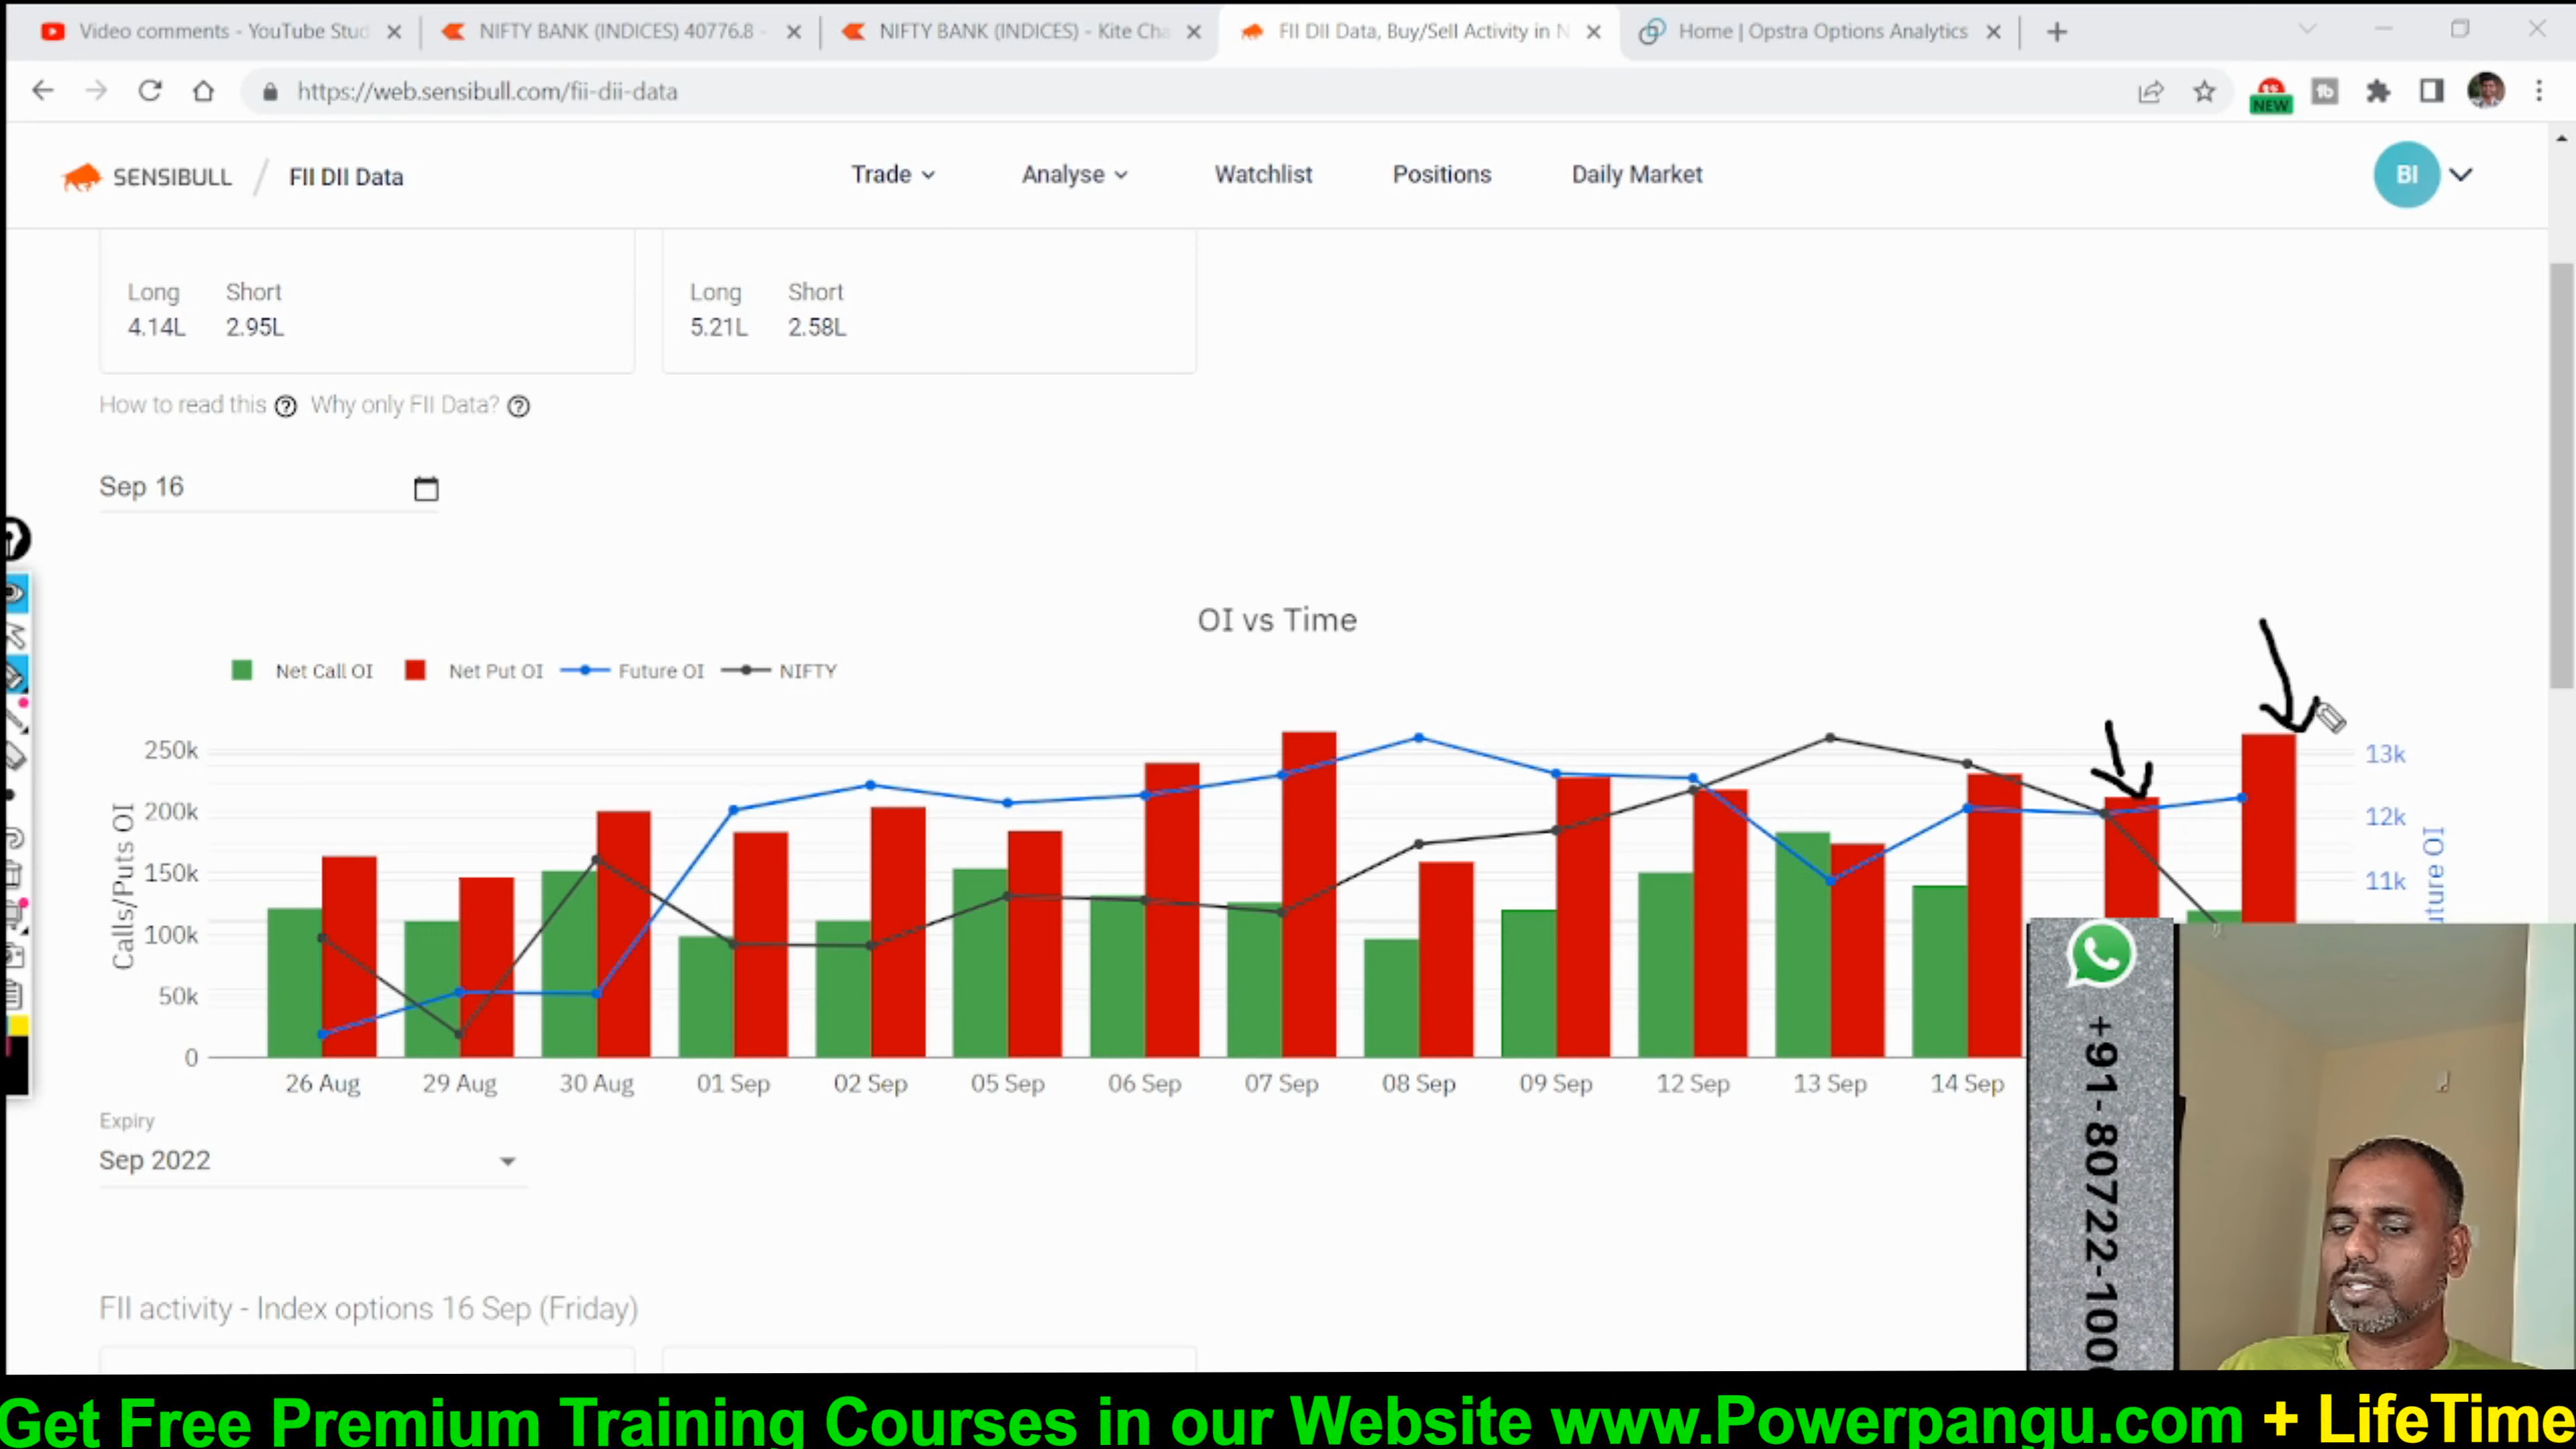 Video comments - YouTube Stud
NIFTY BANK (INDICES) 40776.8 -
NIFTY BANK (INDICES) - Kite Cha
FII DII Data, Buy/Sell Activity in N
Home | Opstra Options Analytics
https://web.sensibull.com/fii-dii-data
NEW
SENSIBULL / FII DII Data
Trade
Analyse
Watchlist
Positions
Daily Market
BI
Long Short
4.14L 2.95L
Long Short
5.21L 2.58L
How to read this ? Why only FII Data? ?
Sep 16
OI vs Time
Net Call OI
Net Put OI
Future OI
NIFTY
250k
200k
150k
100k
50k
0
Calls/Puts OI
13k
12k
11k
uture OI
26 Aug 29 Aug 30 Aug 01 Sep 02 Sep 05 Sep 06 Sep 07 Sep 08 Sep 09 Sep 12 Sep 13 Sep 14 Sep
Expiry
Sep 2022
+91-80722-100
FII activity - Index options 16 Sep (Friday)
Get Free Premium Training Courses in our Website www.Powerpangu.com + LifeTime